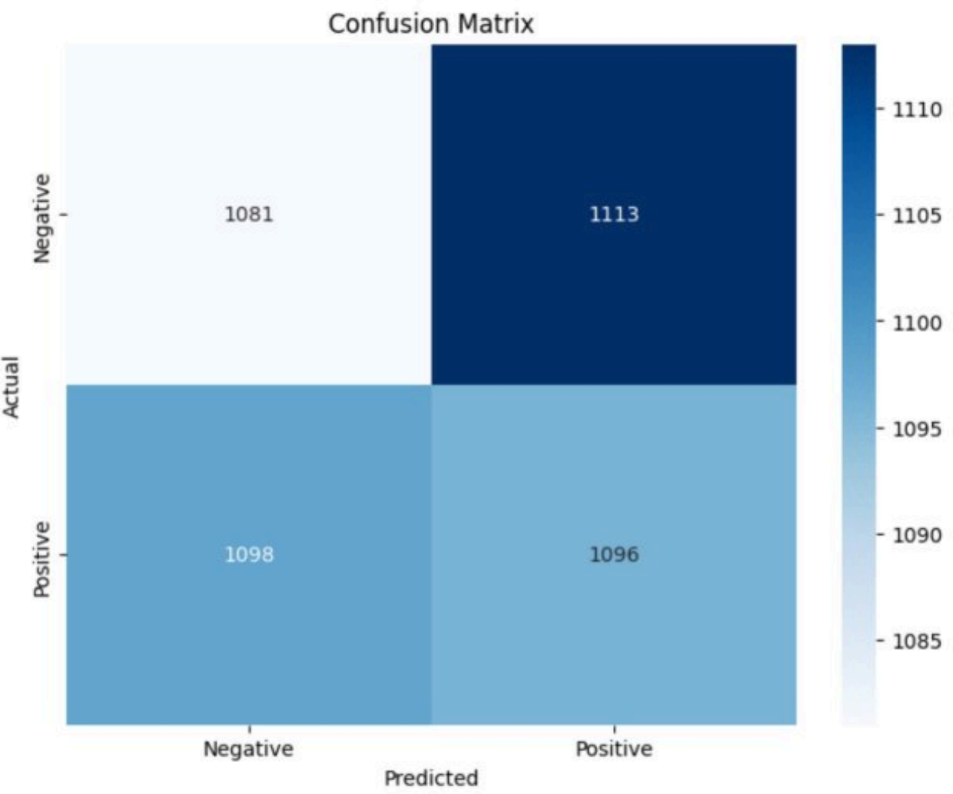 Confusion Matrix
Negative
1081
1113
Actual
Positive
1098
1096
Negative
Positive
Predicted
1110
1105
1100
1095
1090
1085